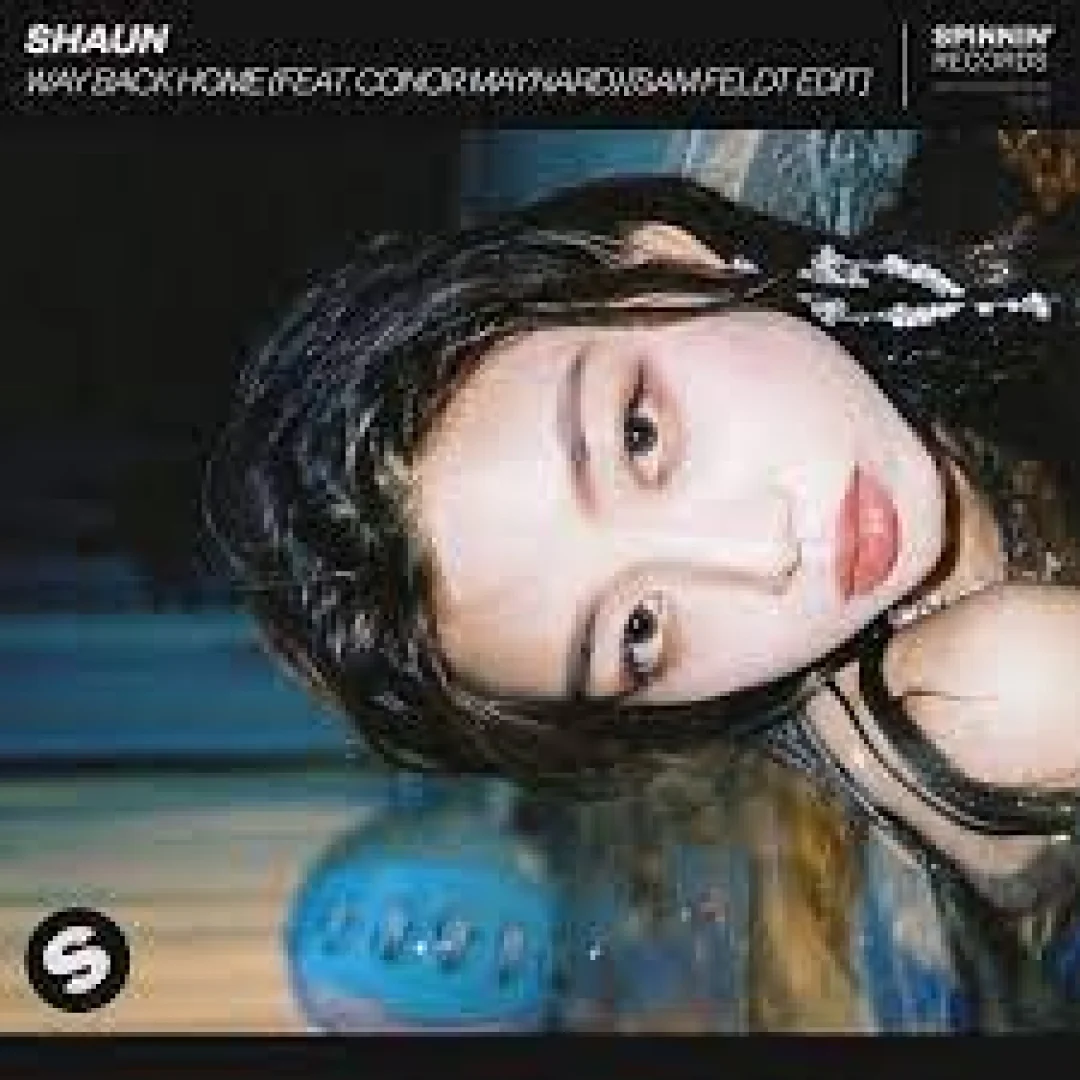 SHAUN
WAY BACK HOME (FEAT. CONOR MAYNARD) [SAM FELDT EDIT]
SPINNIN'
RECORDS
S